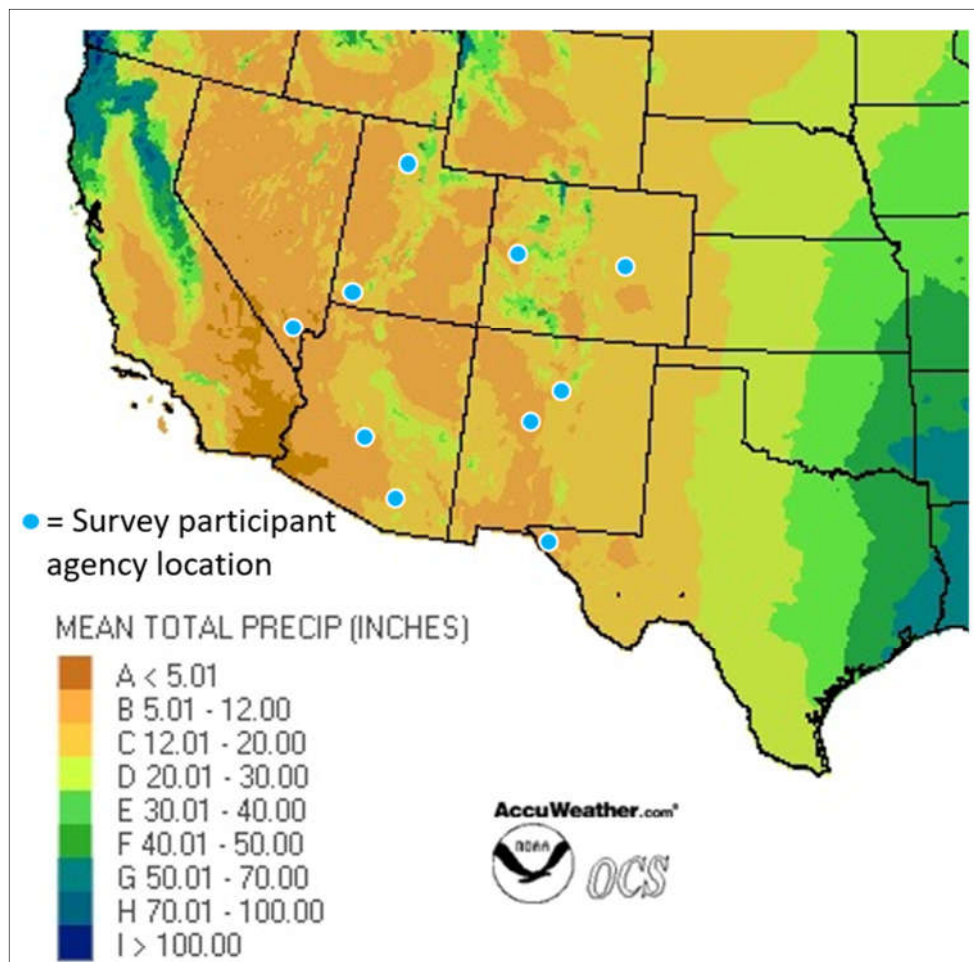 = Survey participant
agency location
MEAN TOTAL PRECIP (INCHES)
A < 5.01
B 5.01 - 12.00
C 12.01 - 20.00
D 20.01 - 30.00
E 30.01 - 40.00
F 40.01 - 50.00
G 50.01 - 70.00
H 70.01 - 100.00
I > 100.00
AccuWeather.com®
NOAA
OCS